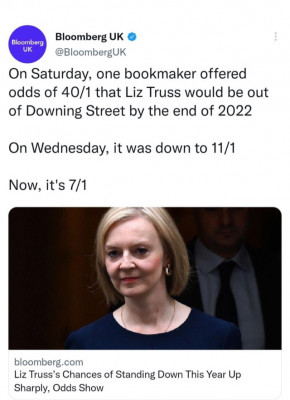 Bloomberg
UK
Bloomberg UK
@BloombergUK
On Saturday, one bookmaker offered
odds of 40/1 that Liz Truss would be out
of Downing Street by the end of 2022
On Wednesday, it was down to 11/1
Now, it's 7/1
bloomberg.com
Liz Truss's Chances of Standing Down This Year Up
Sharply, Odds Show